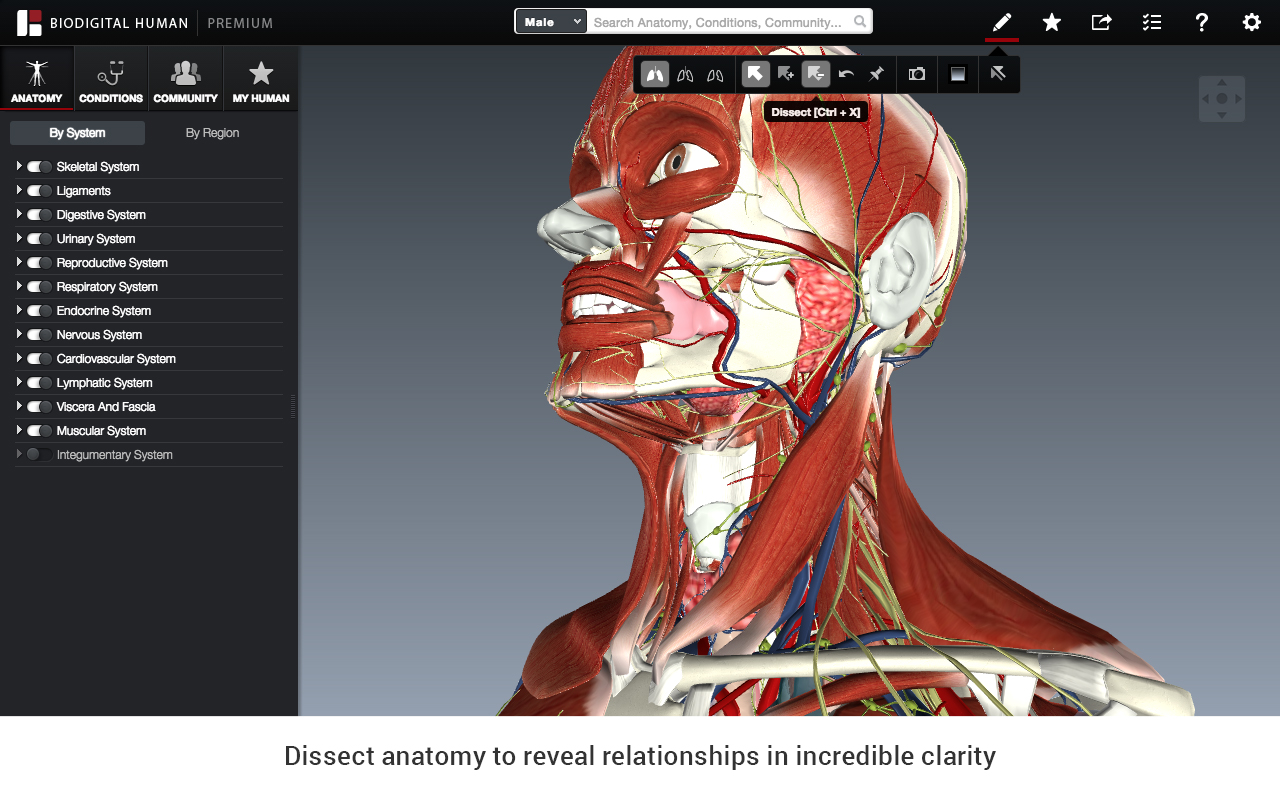 BIODIGITAL HUMAN PREMIUM
Male Search Anatomy, Conditions, Community...
ANATOMY CONDITIONS COMMUNITY MY HUMAN
Dissect [Ctrl + X]
By System By Region
Skeletal System
Ligaments
Digestive System
Urinary System
Reproductive System
Respiratory System
Endocrine System
Nervous System
Cardiovascular System
Lymphatic System
Viscera And Fascia
Muscular System
Integumentary System
Dissect anatomy to reveal relationships in incredible clarity